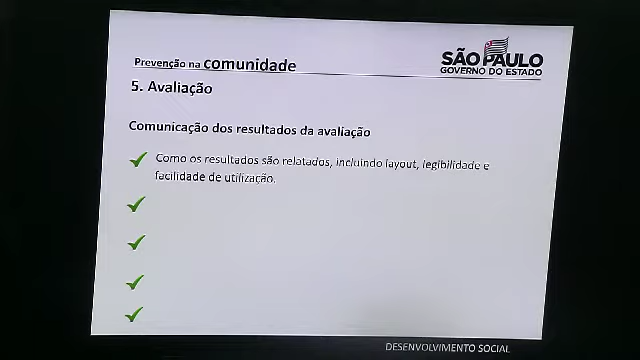 Prevenção na comunidade
SÃO PAULO
GOVERNO DO ESTADO
5. Avaliação
Comunicação dos resultados da avaliação
Como os resultados são relatados, incluindo layout, legibilidade e
facilidade de utilização.
DESENVOLVIMENTO SOCIAL